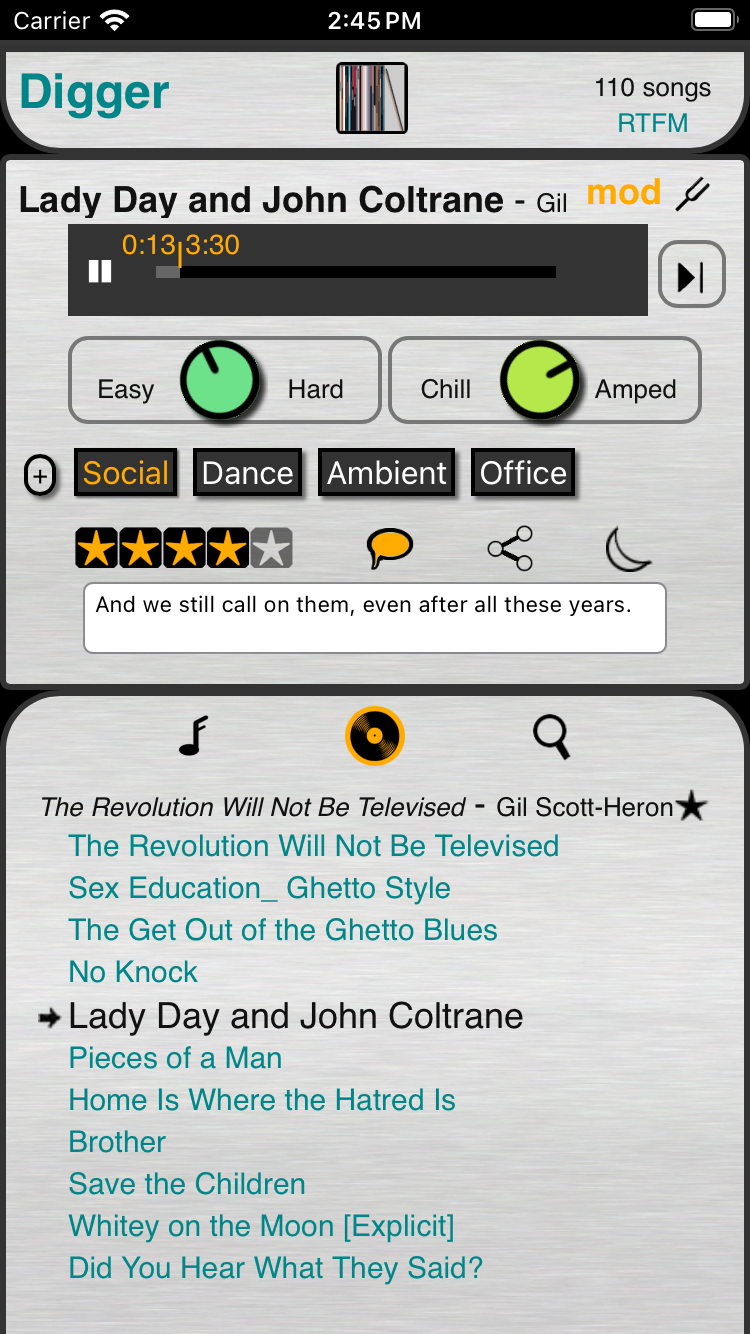 Carrier 2:45 PM
Digger
110 songs
RTFM
Lady Day and John Coltrane - Gil
mod
0:13 3:30
Easy Hard Chill Amped
+ Social Dance Ambient Office
And we still call on them, even after all these years.
The Revolution Will Not Be Televised - Gil Scott-Heron
The Revolution Will Not Be Televised
Sex Education_ Ghetto Style
The Get Out of the Ghetto Blues
No Knock
Lady Day and John Coltrane
Pieces of a Man
Home Is Where the Hatred Is
Brother
Save the Children
Whitey on the Moon [Explicit]
Did You Hear What They Said?